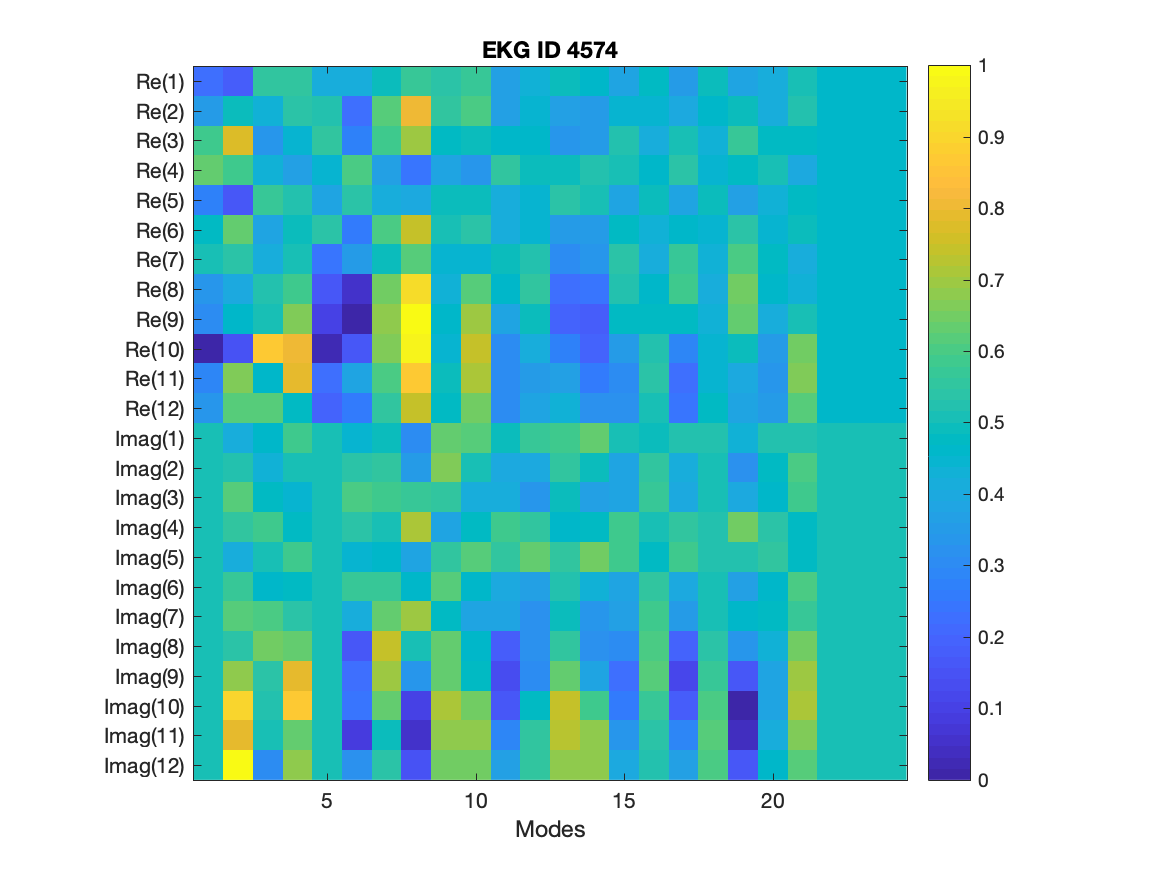 EKG ID 4574
Re(1)
Re(2)
Re(3)
Re(4)
Re(5)
Re(6)
Re(7)
Re(8)
Re(9)
Re(10)
Re(11)
Re(12)
Imag(1)
Imag(2)
Imag(3)
Imag(4)
Imag(5)
Imag(6)
Imag(7)
Imag(8)
Imag(9)
Imag(10)
Imag(11)
Imag(12)
5 10 15 20
Modes
1
0.9
0.8
0.7
0.6
0.5
0.4
0.3
0.2
0.1
0